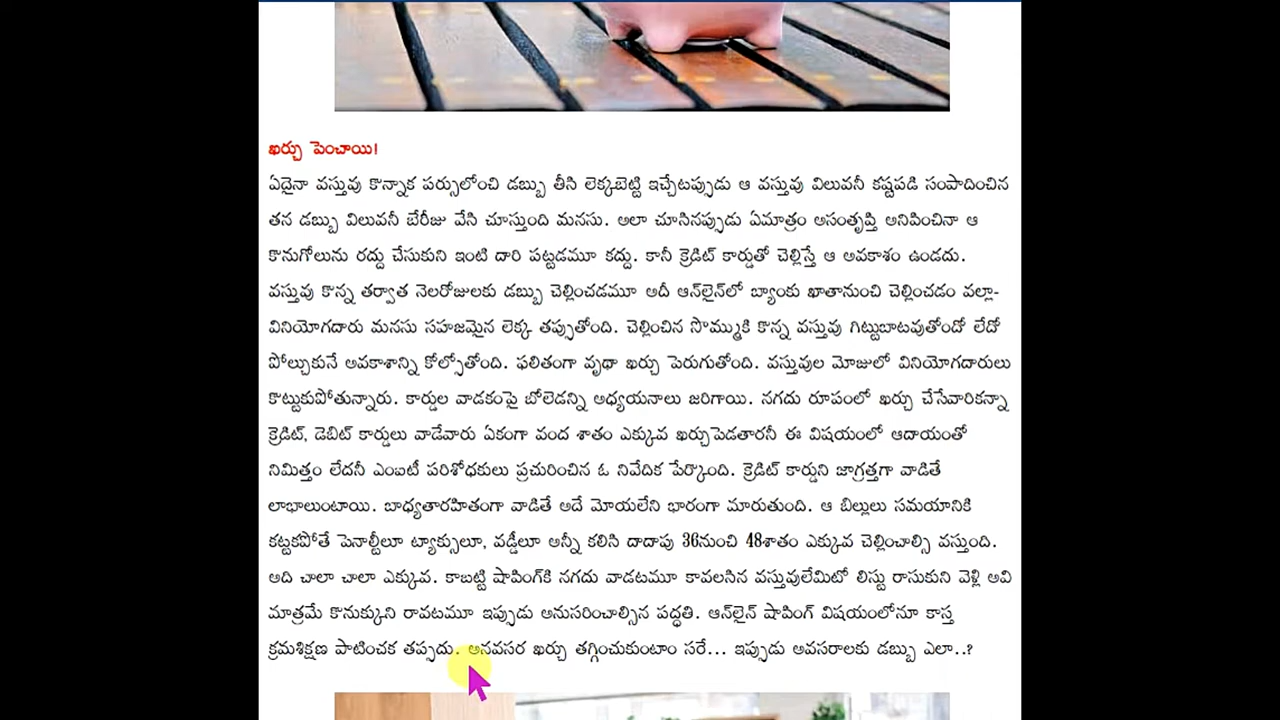 ఖర్చు పెంచాయి!
ఏదైనా వస్తువు కొన్నాక పర్సులోంచి డబ్బు తీసి లెక్కబెట్టి ఇచ్చేటప్పుడు ఆ వస్తువు విలువనీ కష్టపడి సంపాదించిన
తన డబ్బు విలువనీ బేరీజు వేసి చూస్తుంది మనసు. అలా చూసినప్పుడు ఏమాత్రం అసంతృప్తి అనిపించినా ఆ
కొనుగోలును రద్దు చేసుకుని ఇంటి దారి పట్టడమూ కద్దు. కానీ క్రెడిట్ కార్డుతో చెల్లిస్తే ఆ అవకాశం ఉండదు.
వస్తువు కొన్న తర్వాత నెలరోజులకు డబ్బు చెల్లించడమూ అదీ ఆన్‌లైన్‌లో బ్యాంకు ఖాతానుంచి చెల్లించడం వల్లా-
వినియోగదారు మనసు సహజమైన లెక్క తప్పుతోంది. చెల్లించిన సొమ్ముకి కొన్న వస్తువు గిట్టుబాటవుతోందో లేదో
పోల్చుకునే అవకాశాన్ని కోల్పోతోంది. ఫలితంగా వృథా ఖర్చు పెరుగుతోంది. వస్తువుల మోజులో వినియోగదారులు
కొట్టుకుపోతున్నారు. కార్డుల వాడకంపై బోలెడన్ని అధ్యయనాలు జరిగాయి. నగదు రూపంలో ఖర్చు చేసేవారికన్నా
క్రెడిట్, డెబిట్ కార్డులు వాడేవారు ఏకంగా వంద శాతం ఎక్కువ ఖర్చుపెడతారనీ ఈ విషయంలో ఆదాయంతో
నిమిత్తం లేదనీ ఎంఐటీ పరిశోధకులు ప్రచురించిన ఓ నివేదిక పేర్కొంది. క్రెడిట్ కార్డుని జాగ్రత్తగా వాడితే
లాభాలుంటాయి. బాధ్యతారహితంగా వాడితే అదే మోయలేని భారంగా మారుతుంది. ఆ బిల్లులు సమయానికి
కట్టకపోతే పెనాల్టీలూ ట్యాక్సులూ, వడ్డీలూ అన్నీ కలిసి దాదాపు 36నుంచి 48శాతం ఎక్కువ చెల్లించాల్సి వస్తుంది.
అది చాలా చాలా ఎక్కువ. కాబట్టి షాపింగ్‌కి నగదు వాడటమూ కావలసిన వస్తువులేమిటో లిస్టు రాసుకుని వెళ్లి అవి
మాత్రమే కొనుక్కుని రావటమూ ఇప్పుడు అనుసరించాల్సిన పద్ధతి. ఆన్‌లైన్ షాపింగ్ విషయంలోనూ కాస్త
క్రమశిక్షణ పాటించక తప్పదు. అనవసర ఖర్చు తగ్గించుకుంటాం సరే... ఇప్పుడు అవసరాలకు డబ్బు ఎలా..?